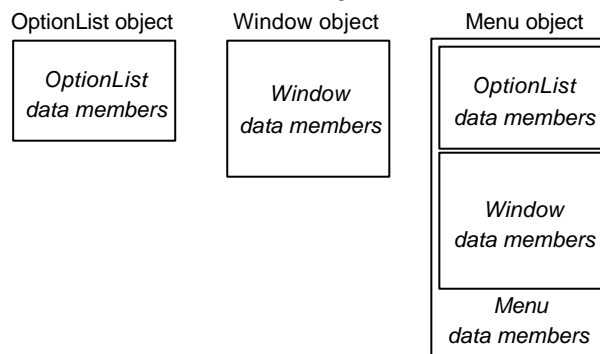 OptionList object
Window object
Menu object
OptionList
data members
Window
data members
OptionList
data members
Window
data members
Menu
data members